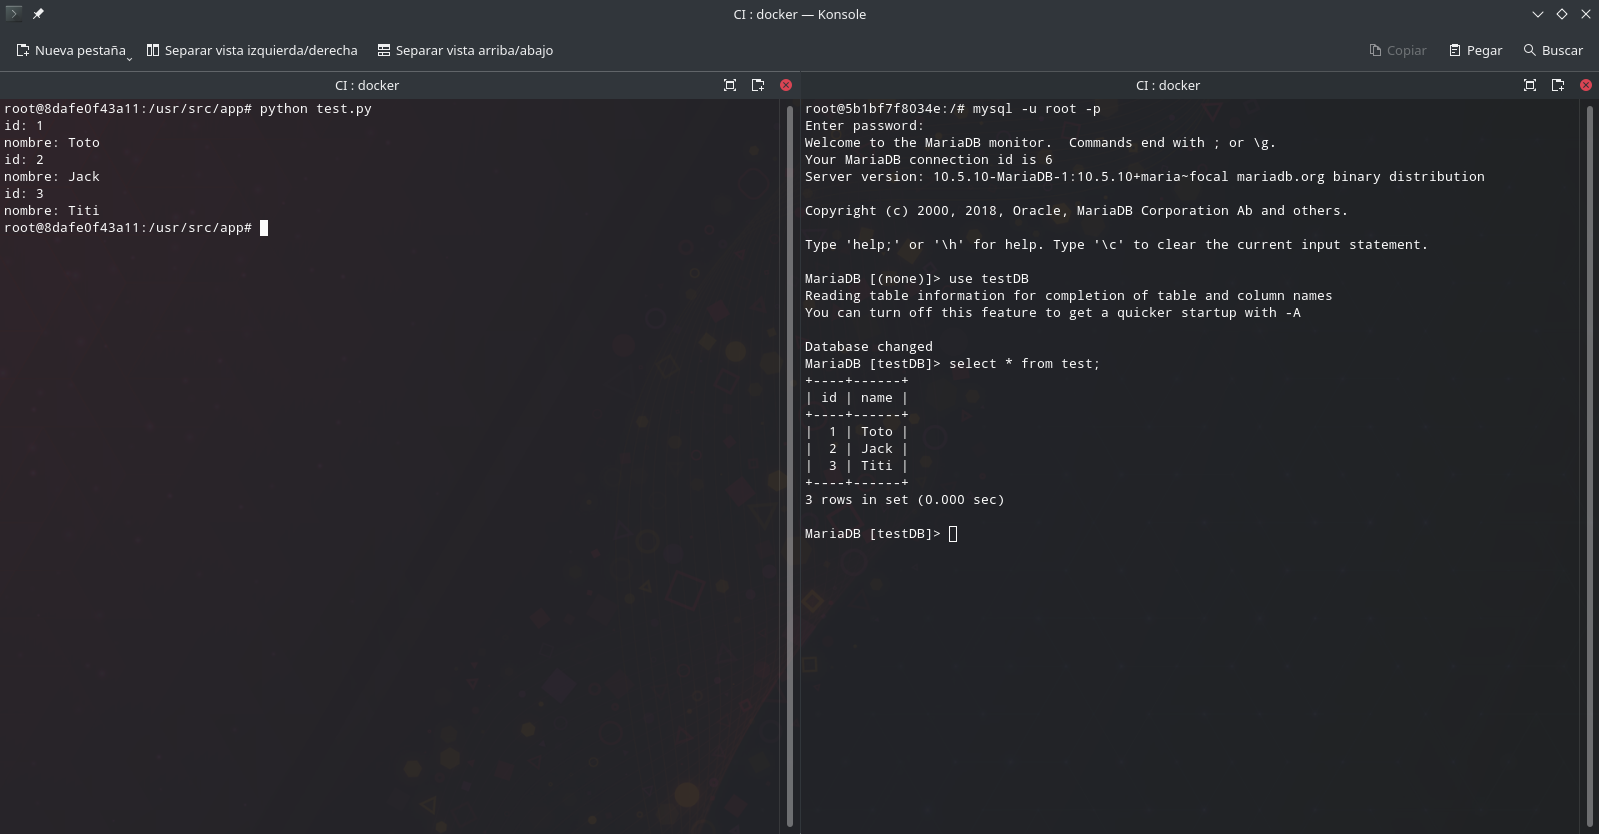 CI : docker — Konsole
Nueva pestaña
Separar vista izquierda/derecha
Separar vista arriba/abajo
Copiar
Pegar
Buscar
CI : docker
root@8dafe0f43a11:/usr/src/app# python test.py
id: 1
nombre: Toto
id: 2
nombre: Jack
id: 3
nombre: Titi
root@8dafe0f43a11:/usr/src/app#
CI : docker
root@5b1bf7f8034e:/# mysql -u root -p
Enter password:
Welcome to the MariaDB monitor.  Commands end with ; or \g.
Your MariaDB connection id is 6
Server version: 10.5.10-MariaDB-1:10.5.10+maria~focal mariadb.org binary distribution
Copyright (c) 2000, 2018, Oracle, MariaDB Corporation Ab and others.
Type 'help;' or '\h' for help. Type '\c' to clear the current input statement.
MariaDB [(none)]> use testDB
Reading table information for completion of table and column names
You can turn off this feature to get a quicker startup with -A
Database changed
MariaDB [testDB]> select * from test;
+----+------+
| id | name |
+----+------+
|  1 | Toto |
|  2 | Jack |
|  3 | Titi |
+----+------+
3 rows in set (0.000 sec)
MariaDB [testDB]>